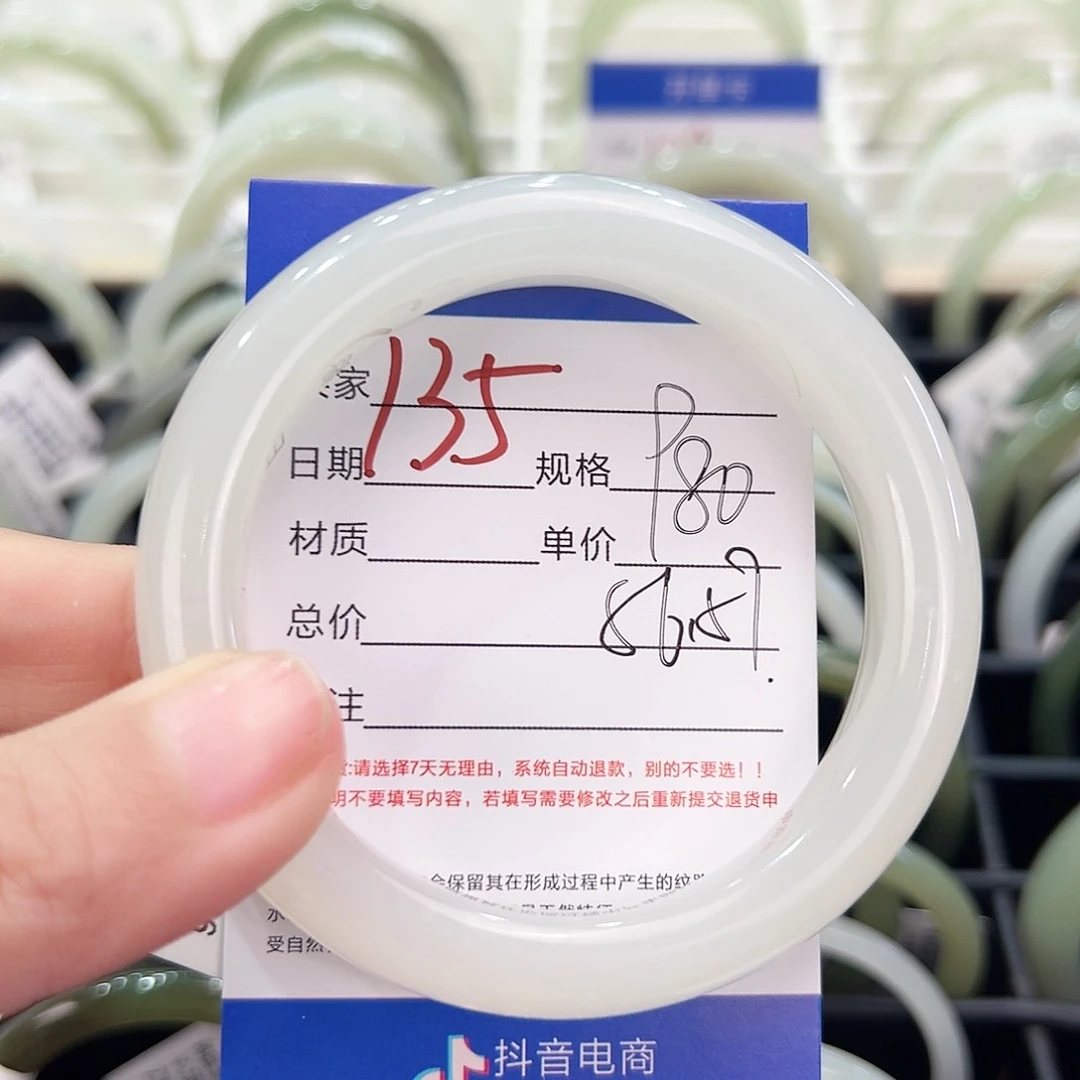 家 135
日期 规格 P80
材质 单价
总价 56.5
注
货:请选择7天无理由，系统自动退款，别的不要选！！
明不要填写内容，若填写需要修改之后重新提交退货申
会保留其在形成过程中产生的纹
受自然
抖音电商